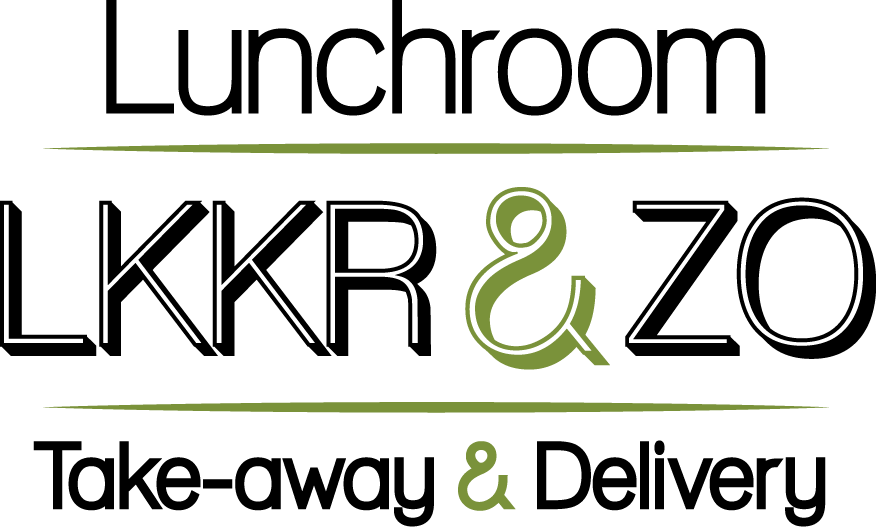 Lunchroom
LKKR & ZO
Take-away & Delivery